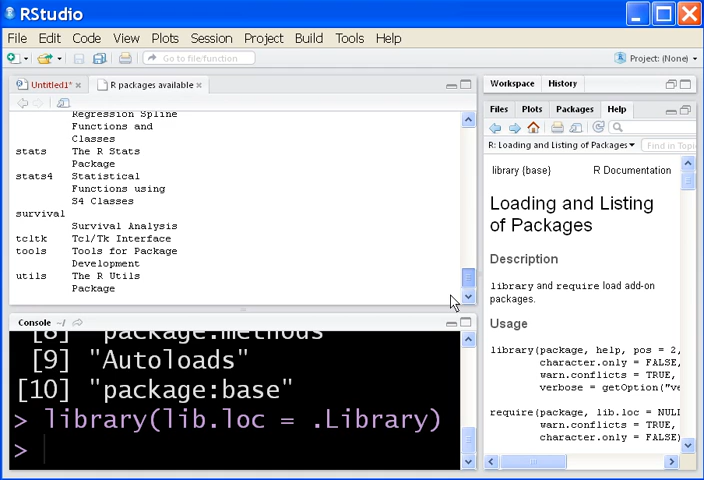 RStudio
File Edit Code View Plots Session Project Build Tools Help
Go to file/function Project: (None)
Untitled1* R packages available
Regression Spline
Functions and
Classes
stats The R Stats
Package
stats4 Statistical
Functions using
S4 Classes
survival
Survival Analysis
tcltk Tcl/Tk Interface
tools Tools for Package
Development
utils The R Utils
Package
Console ~/
[8] "package:methods"
[9] "Autoloads"
[10] "package:base"
> library(lib.loc = .Library)
>
Workspace History
Files Plots Packages Help
R: Loading and Listing of Packages Find in Topic
library {base} R Documentation
Loading and Listing
of Packages
Description
library and require load add-on
packages.
Usage
library(package, help, pos = 2,
character.only = FALSE,
warn.conflicts = TRUE,
verbose = getOption("ve
require(package, lib.loc = NULL
warn.conflicts = TRUE,
character.only = FALSE)